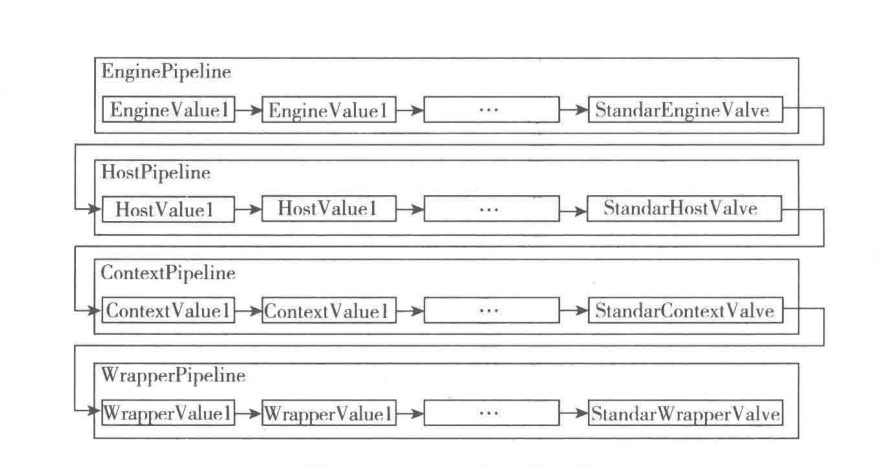 EnginePipeline
EngineValue1 EngineValue1 ... StandarEngineValve
HostPipeline
HostValue1 HostValue1 ... StandarHostValve
ContextPipeline
ContextValue1 ContextValue1 ... StandarContextValve
WrapperPipeline
WrapperValue1 WrapperValue1 ... StandarWrapperValve